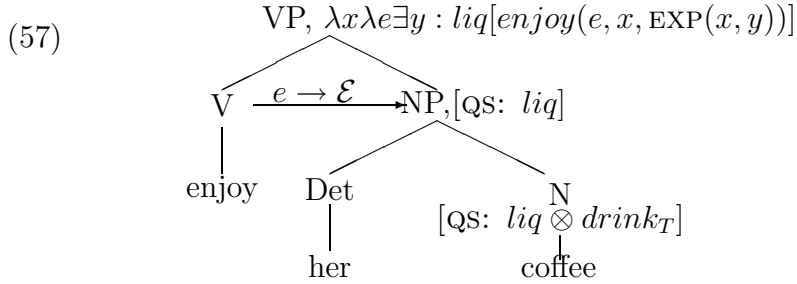 (57)
VP, λxλe∃y : liq[enjoy(e, x, EXP(x, y))]
V e → ℰ NP,[QS: liq]
enjoy Det N
[QS: liq ⊗ drink_T]
her coffee